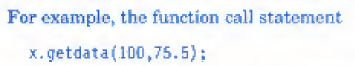 For example, the function call statement
x.getdata(100,75.5);